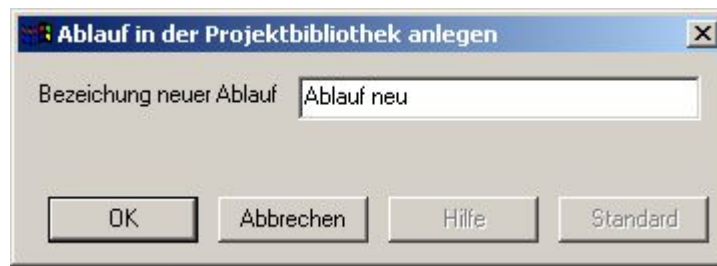 Ablauf in der Projektbibliothek anlegen
Bezeichung neuer Ablauf Ablauf neu
OK Abbrechen Hilfe Standard